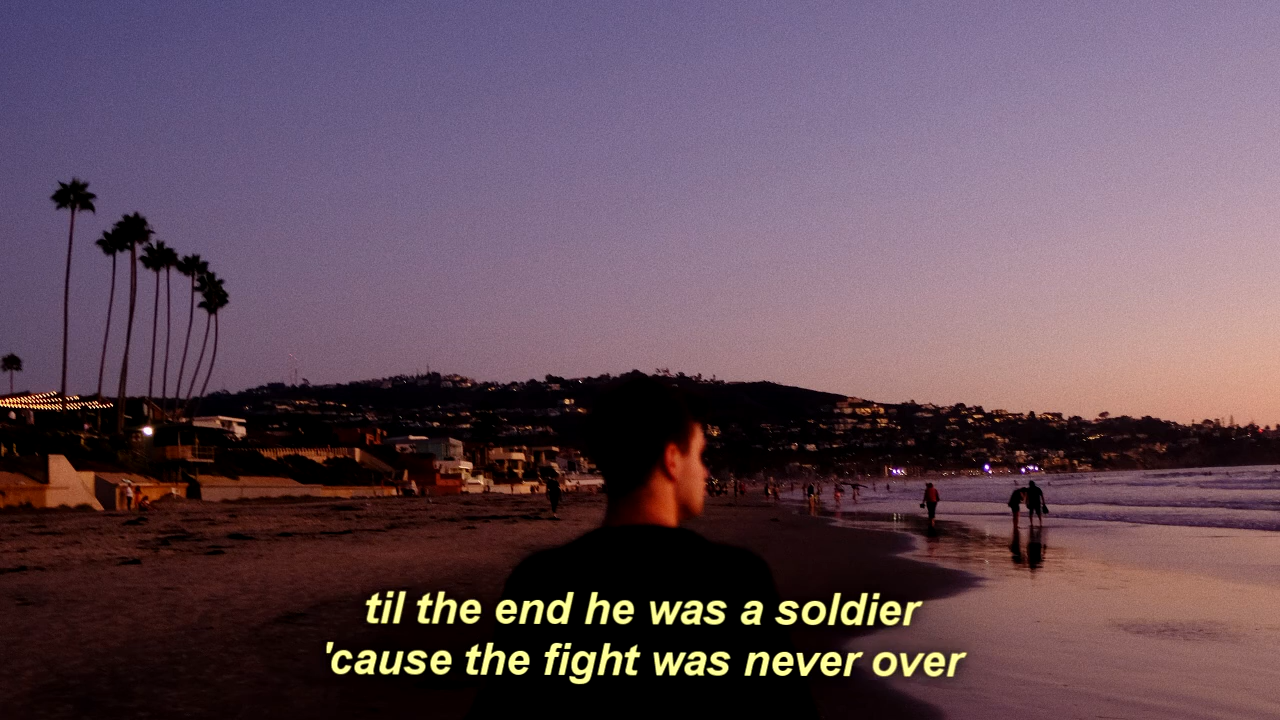 til the end he was a soldier
'cause the fight was never over